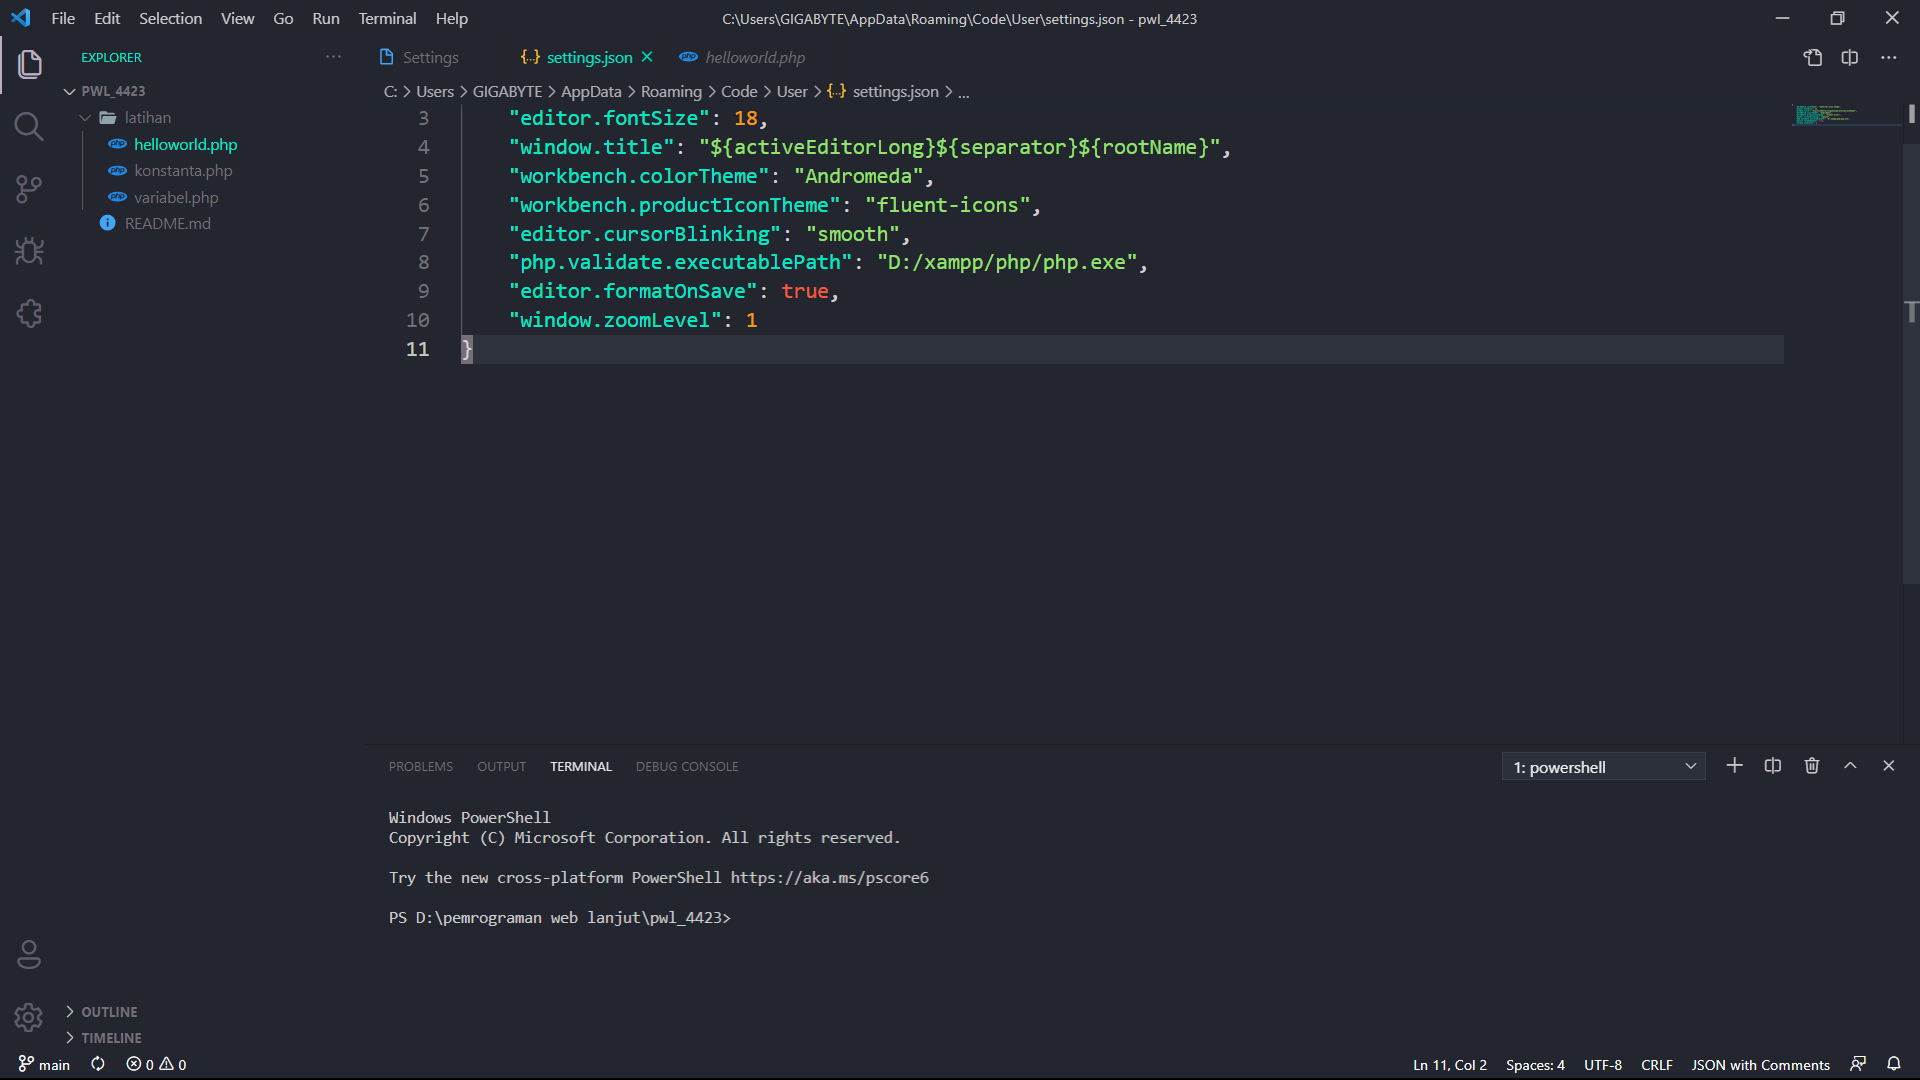 File Edit Selection View Go Run Terminal Help
C:\Users\GIGABYTE\AppData\Roaming\Code\User\settings.json - pwl_4423
EXPLORER
Settings
{..} settings.json
php helloworld.php
PWL_4423
latihan
php helloworld.php
php konstanta.php
php variabel.php
README.md
C: > Users > GIGABYTE > AppData > Roaming > Code > User > {..} settings.json > ...
3 "editor.fontSize": 18,
4 "window.title": "${activeEditorLong}${separator}${rootName}",
5 "workbench.colorTheme": "Andromeda",
6 "workbench.productIconTheme": "fluent-icons",
7 "editor.cursorBlinking": "smooth",
8 "php.validate.executablePath": "D:/xampp/php/php.exe",
9 "editor.formatOnSave": true,
10 "window.zoomLevel": 1
11 }
PROBLEMS OUTPUT TERMINAL DEBUG CONSOLE
1: powershell
Windows PowerShell
Copyright (C) Microsoft Corporation. All rights reserved.
Try the new cross-platform PowerShell https://aka.ms/pscore6
PS D:\pemrograman web lanjut\pwl_4423>
OUTLINE
TIMELINE
main 0 0
Ln 11, Col 2 Spaces: 4 UTF-8 CRLF JSON with Comments